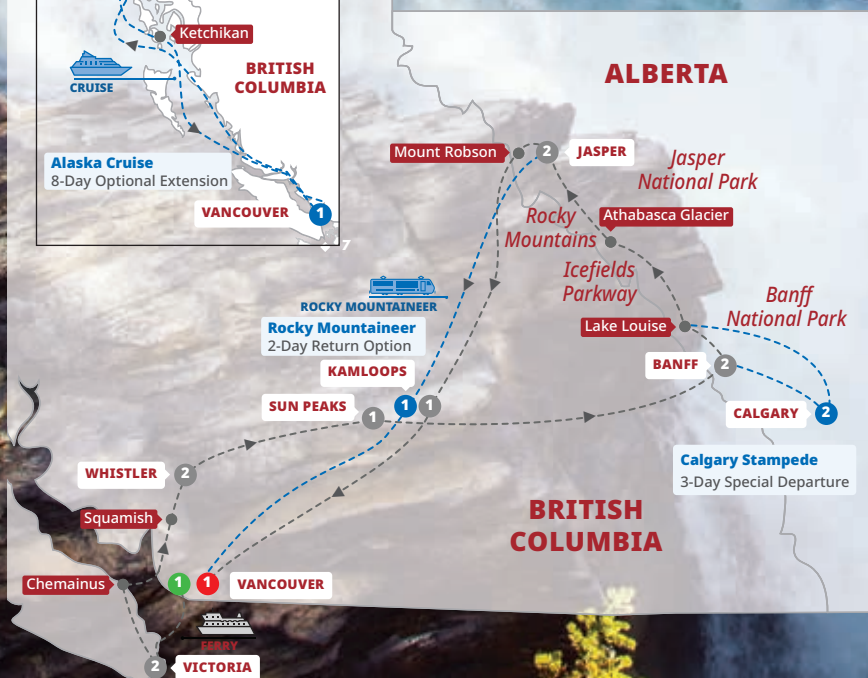 Ketchikan
BRITISH
COLUMBIA
CRUISE
Alaska Cruise
8-Day Optional Extension
VANCOUVER
1
7
ALBERTA
Mount Robson
2
JASPER
Jasper
National Park
Rocky
Mountains
Athabasca Glacier
Icefields
Parkway
Banff
National Park
ROCKY MOUNTAINEER
Rocky Mountaineer
2-Day Return Option
Lake Louise
BANFF
2
KAMLOOPS
1
1
SUN PEAKS
1
CALGARY
2
Calgary Stampede
3-Day Special Departure
WHISTLER
2
Squamish
BRITISH
COLUMBIA
Chemainus
1
1
VANCOUVER
FERRY
2
VICTORIA